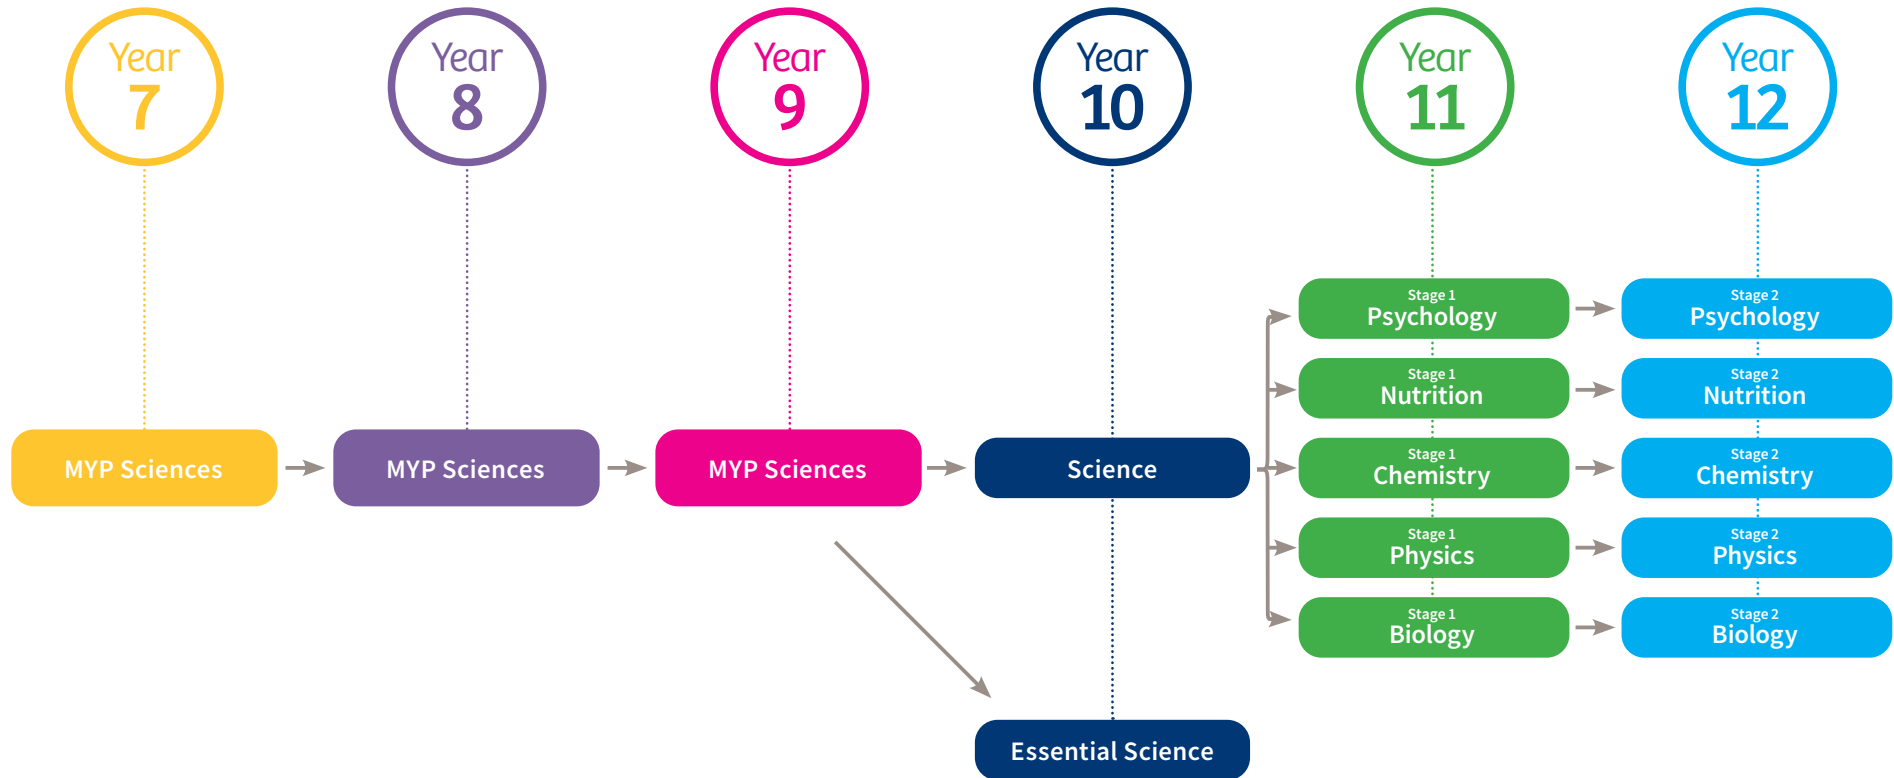 Year
7
Year
8
Year
9
Year
10
Year
11
Year
12
MYP Sciences
MYP Sciences
MYP Sciences
Science
Essential Science
Stage 1
Psychology
Stage 1
Nutrition
Stage 1
Chemistry
Stage 1
Physics
Stage 1
Biology
Stage 2
Psychology
Stage 2
Nutrition
Stage 2
Chemistry
Stage 2
Physics
Stage 2
Biology